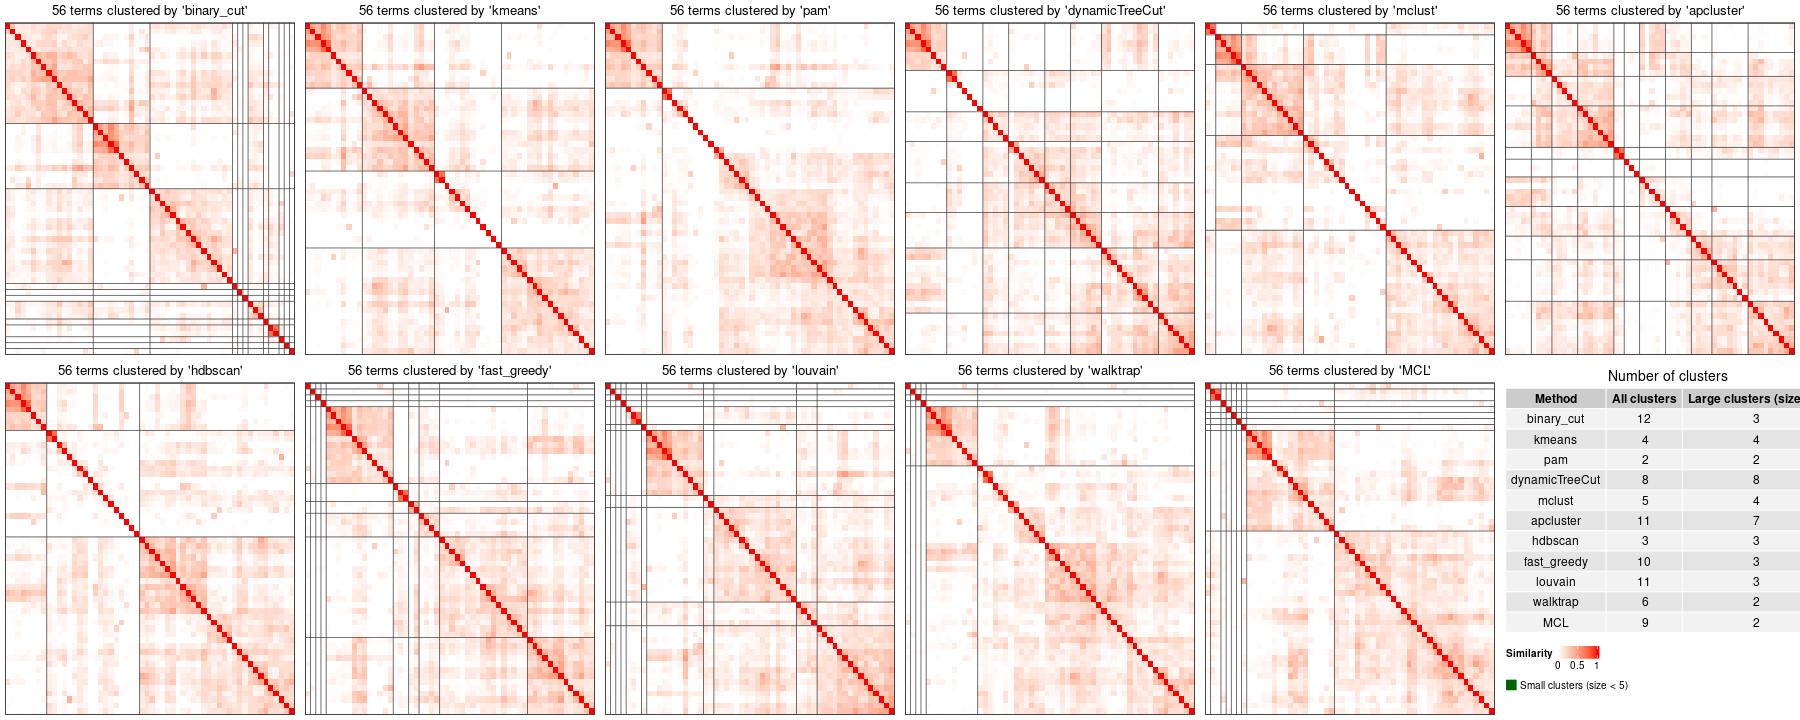 56 terms clustered by 'binary_cut'
56 terms clustered by 'kmeans'
56 terms clustered by 'pam'
56 terms clustered by 'dynamicTreeCut'
56 terms clustered by 'mclust'
56 terms clustered by 'apcluster'
56 terms clustered by 'hdbscan'
56 terms clustered by 'fast_greedy'
56 terms clustered by 'louvain'
56 terms clustered by 'walktrap'
56 terms clustered by 'MCL'
Number of clusters
Method All clusters Large clusters (size
binary_cut 12 3
kmeans 4 4
pam 2 2
dynamicTreeCut 8 8
mclust 5 4
apcluster 11 7
hdbscan 3 3
fast_greedy 10 3
louvain 11 3
walktrap 6 2
MCL 9 2
Similarity
0 0.5 1
Small clusters (size < 5)